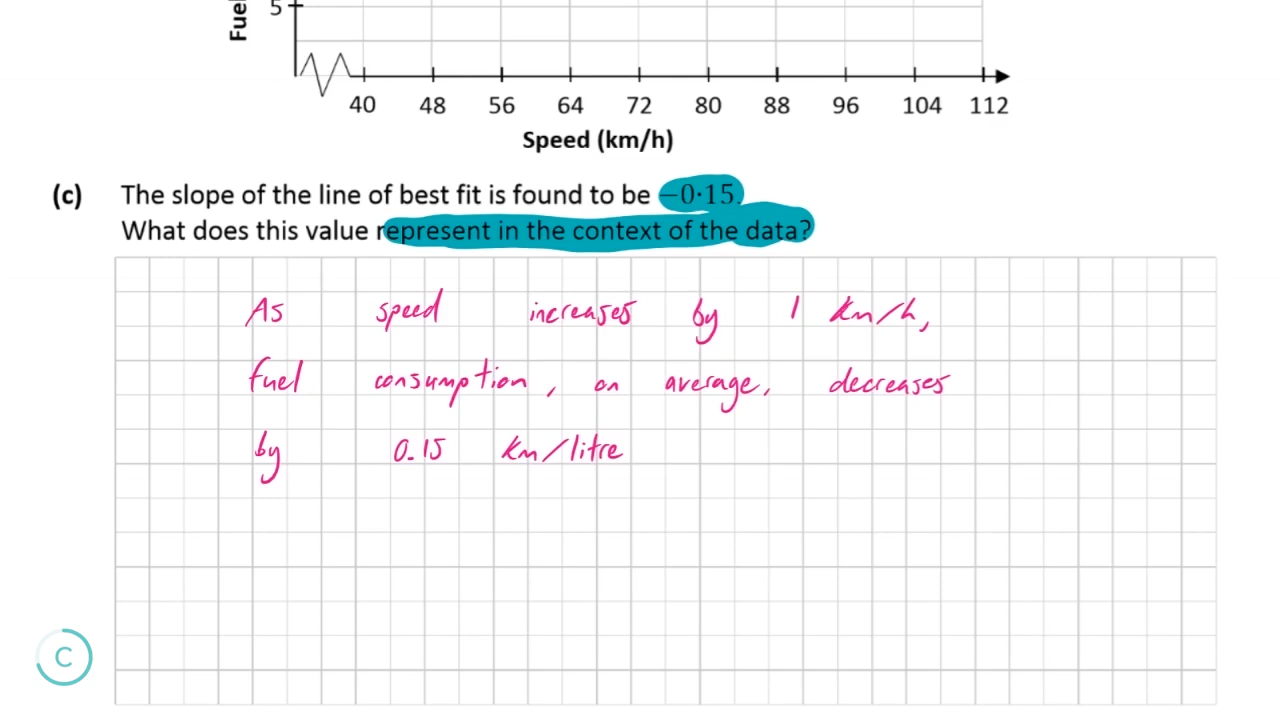 Fuel
5
40 48 56 64 72 80 88 96 104 112
Speed (km/h)
(c) The slope of the line of best fit is found to be −0·15.
What does this value represent in the context of the data?
As speed increases by 1 km/h,
fuel consumption, on average, decreases
by 0.15 km/litre
C